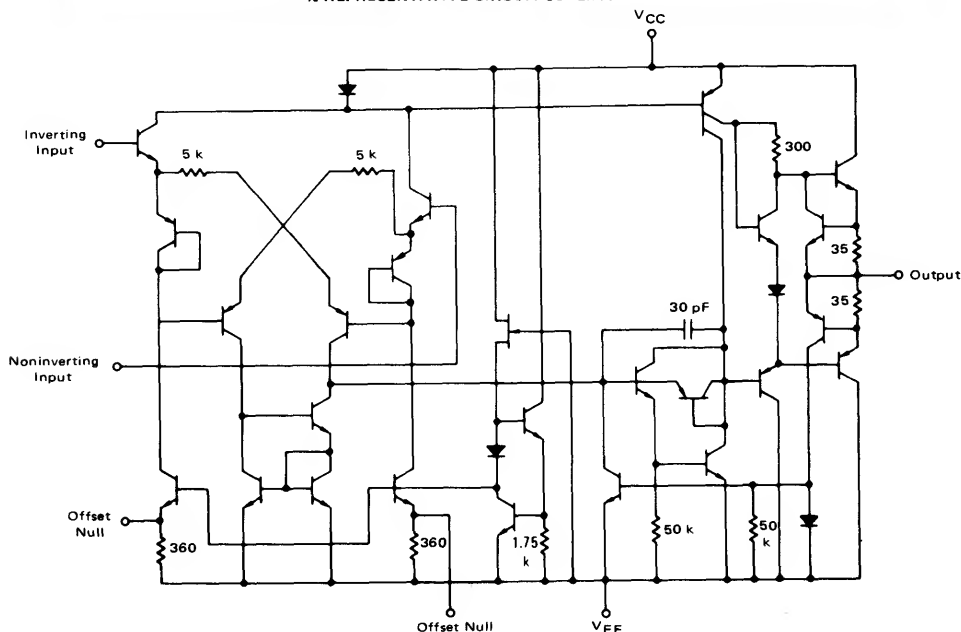 VCC
Inverting
Input
5 k
5 k
300
35
Output
35
30 pF
Noninverting
Input
Offset
Null
360
360
1.75
k
50 k
50
k
Offset Null
VEE